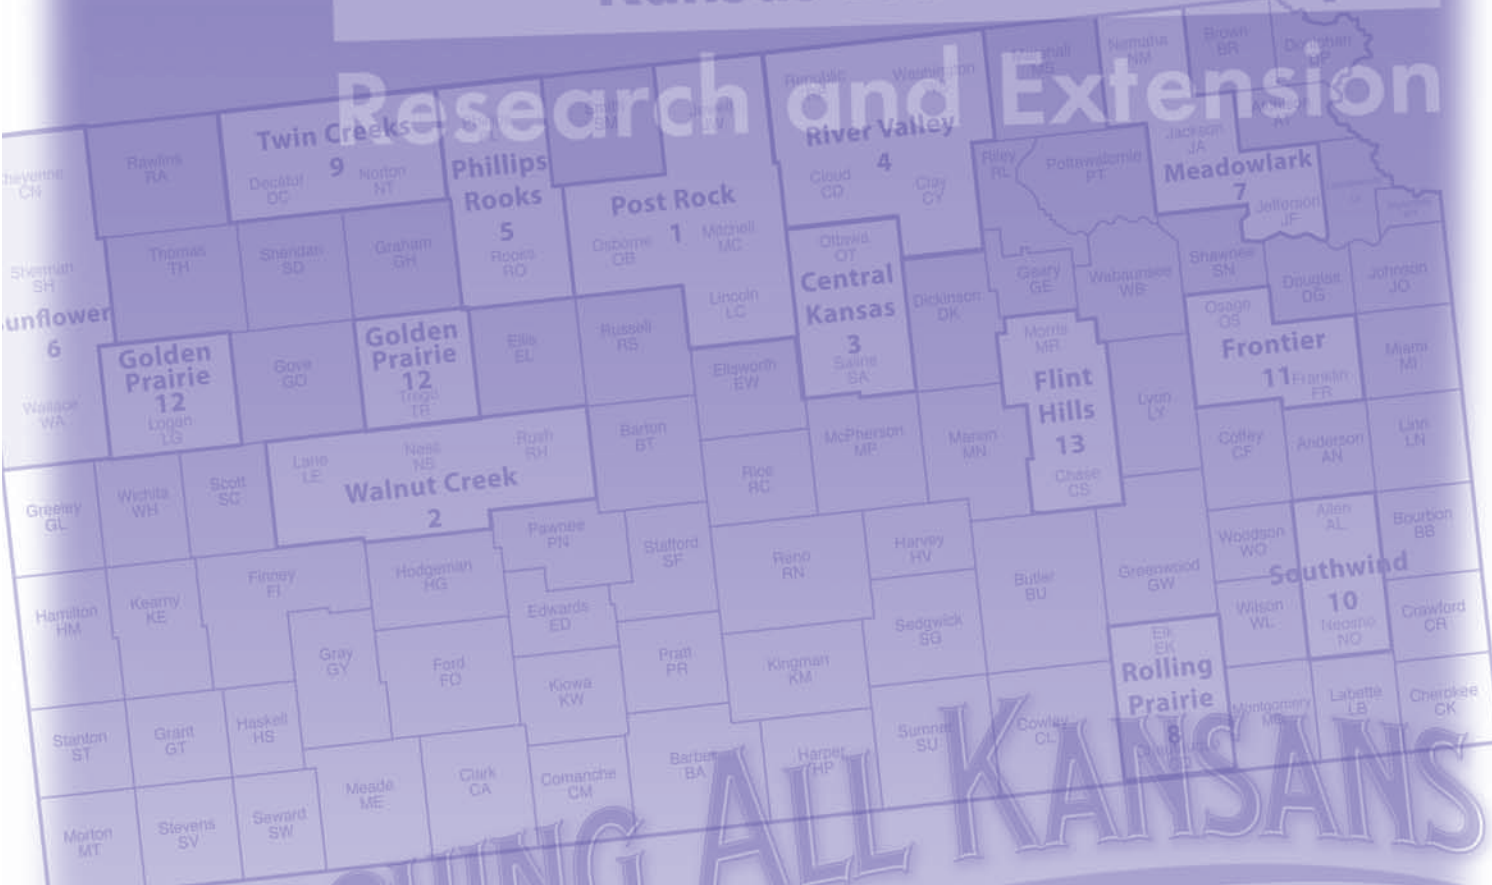 Research and Extension
Cheyenne
CN
Rawlins
RA
Twin Creeks
9
Decatur
DC
Norton
NT
Phillips
Rooks
5
Rooks
RO
Smith
SM
Jewell
JW
Post Rock
1
Osborne
OB
Mitchell
MC
Lincoln
LC
Republic
Washington
River Valley
4
Cloud
CD
Clay
CY
Marshall
MS
Nemaha
NM
Brown
BR
Doniphan
DP
Atchison
AT
Jackson
JA
Meadowlark
7
Jefferson
JF
Riley
RL
Pottawatomie
PT
Sherman
SH
Thomas
TH
Sheridan
SD
Graham
GH
Ottawa
OT
Central
Kansas
3
Saline
SA
Dickinson
DK
Geary
GE
Wabaunsee
WB
Shawnee
SN
Douglas
DG
Johnson
JO
unflower
6
Wallace
WA
Golden
Prairie
12
Logan
LG
Gove
GO
Golden
Prairie
12
Trego
TR
Ellis
EL
Russell
RS
Ellsworth
EW
Morris
MR
Flint
Hills
13
Chase
CS
Lyon
LY
Osage
OS
Frontier
11
Franklin
FR
Miami
MI
Greeley
GL
Wichita
WH
Scott
SC
Lane
LE
Ness
NS
Rush
RH
Walnut Creek
2
Barton
BT
Rice
RC
McPherson
MP
Marion
MN
Coffey
CF
Anderson
AN
Linn
LN
Hamilton
HM
Kearny
KE
Finney
FI
Hodgeman
HG
Pawnee
PN
Stafford
SF
Reno
RN
Harvey
HV
Butler
BU
Greenwood
GW
Woodson
WO
Allen
AL
Bourbon
BB
Southwind
10
Neosho
NO
Gray
GY
Ford
FO
Edwards
ED
Pratt
PR
Kingman
KM
Sedgwick
SG
Elk
EK
Rolling
Prairie
8
Wilson
WL
Crawford
CR
Stanton
ST
Grant
GT
Haskell
HS
Kiowa
KW
Barber
BA
Harper
HP
Sumner
SU
Cowley
CL
Montgomery
Labette
LB
Cherokee
CK
Morton
MT
Stevens
SV
Seward
SW
Meade
ME
Clark
CA
Comanche
CM
HING ALL KANSANS